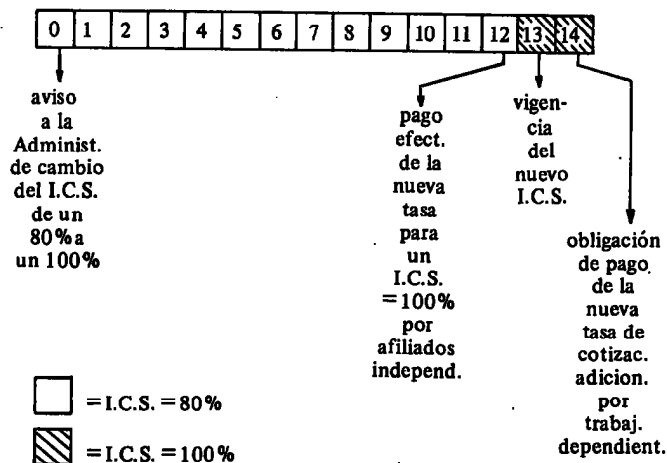 0 1 2 3 4 5 6 7 8 9 10 11 12 13 14
aviso
a la
Administ.
de cambio
del I.C.S.
de un
80% a
un 100%
pago
efect.
de la
nueva
tasa
para
un
I.C.S.
=100%
por
afiliados
independ.
vigen-
cia
del
nuevo
I.C.S.
obligación
de pago
de la
nueva
tasa de
cotizac.
adicion.
por
trabaj.
dependient.
= I.C.S. = 80%
= I.C.S. = 100%